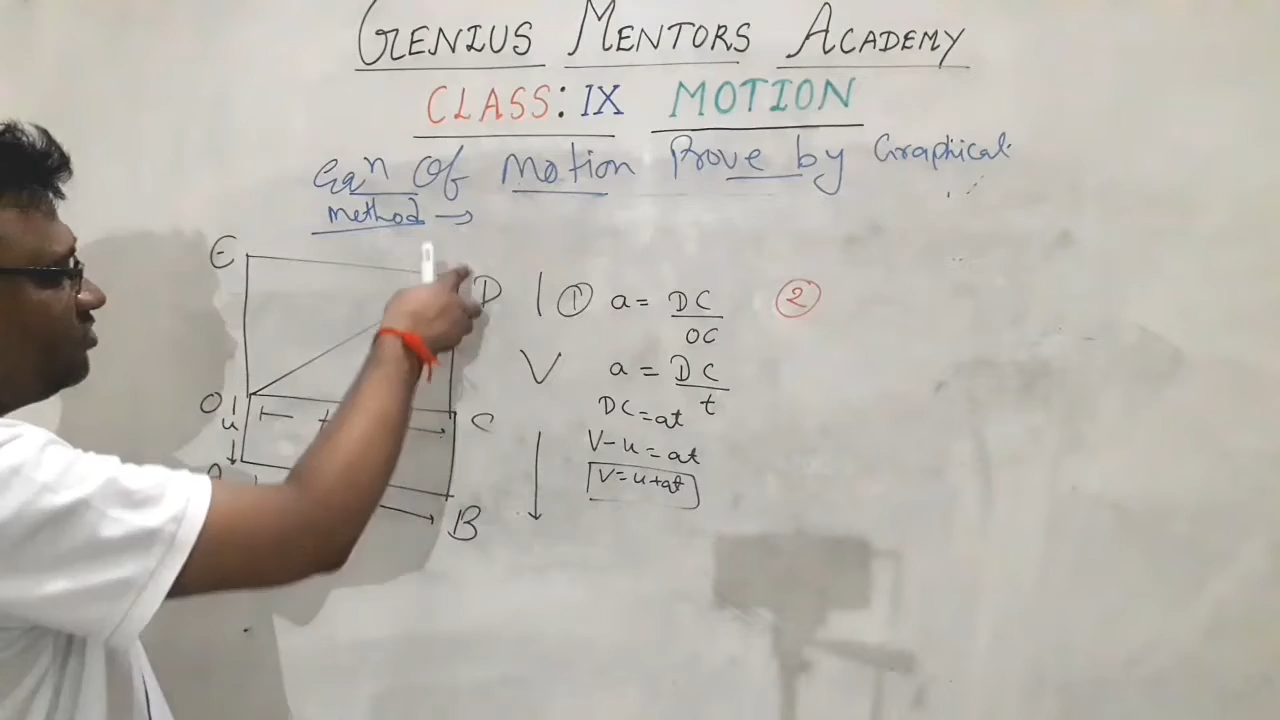 GENIUS MENTORS ACADEMY
CLASS: IX MOTION
Eqn Of Motion Prove by Graphical
Method →
E
D
① a = DC/OC
②
V
a = DC/t
O
u
t
C
DC = at
V-u = at
V = u+at
B